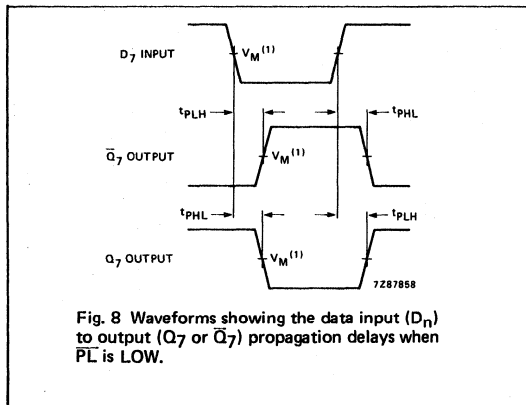 D7 INPUT
VM(1)
tPLH
tPHL
Q̅7 OUTPUT
VM(1)
tPHL
tPLH
Q7 OUTPUT
VM(1)
7Z87858
Fig. 8 Waveforms showing the data input (Dn)
to output (Q7 or Q̅7) propagation delays when
P̅L̅ is LOW.